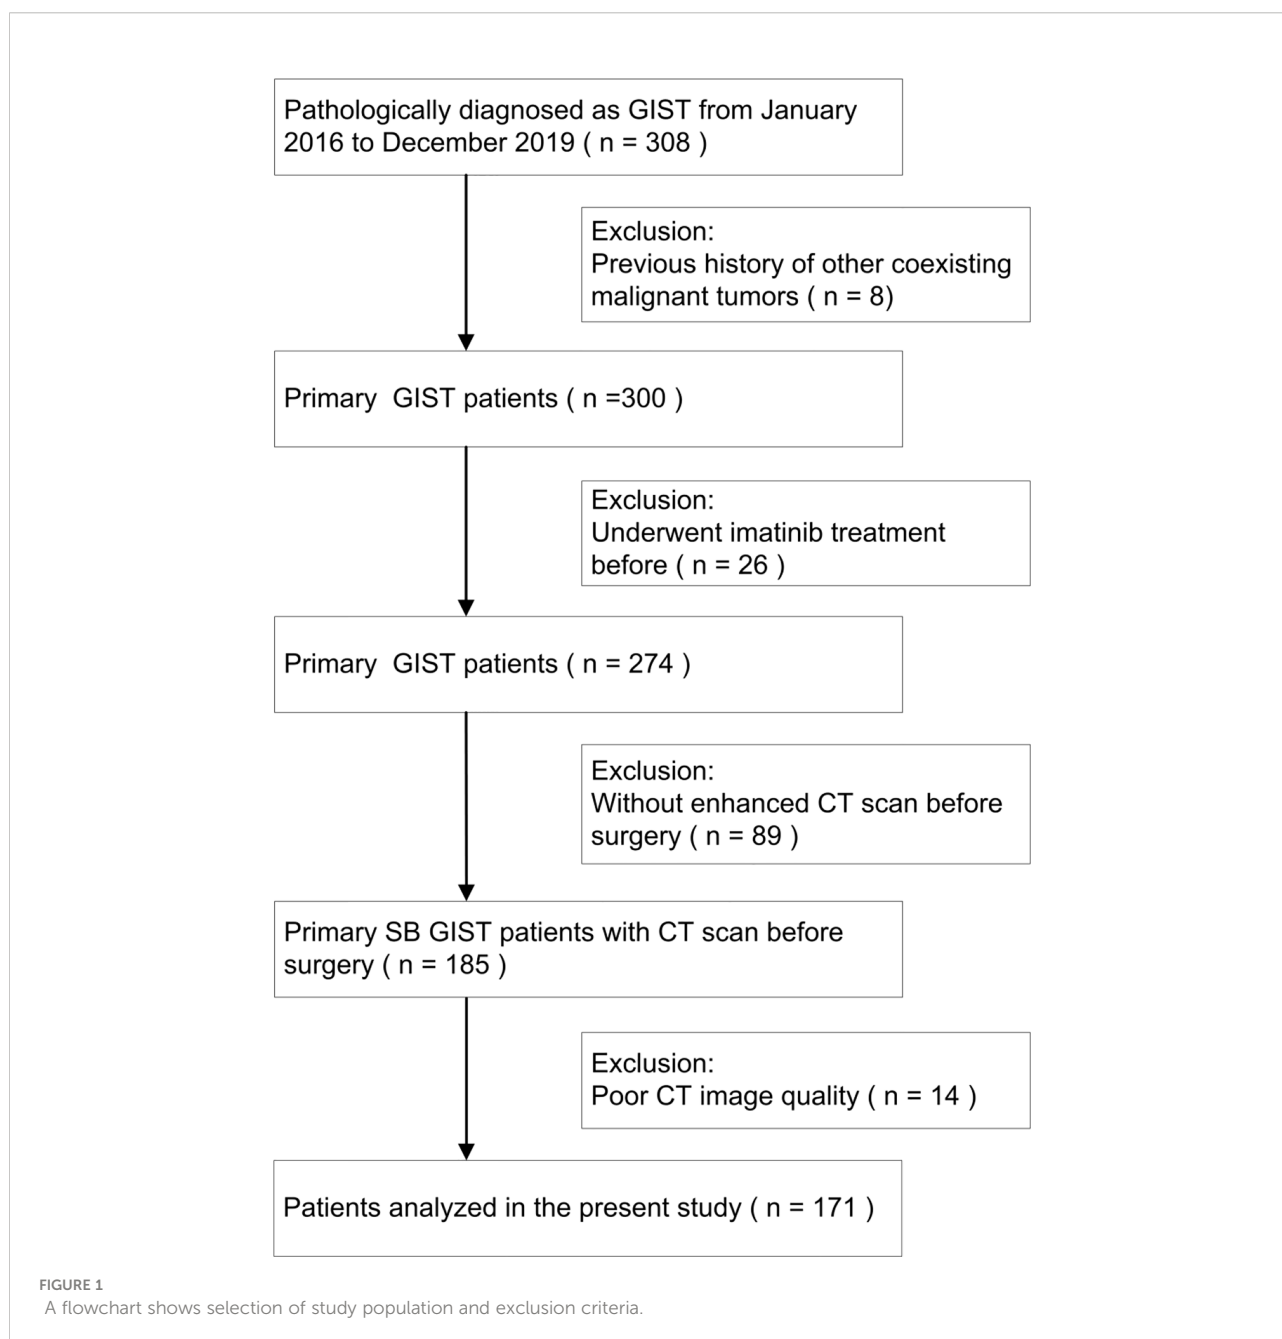 Pathologically diagnosed as GIST from January
2016 to December 2019 ( n = 308 )
Exclusion:
Previous history of other coexisting
malignant tumors ( n = 8)
Primary  GIST patients ( n =300 )
Exclusion:
Underwent imatinib treatment
before ( n = 26 )
Primary  GIST patients ( n = 274 )
Exclusion:
Without enhanced CT scan before
surgery ( n = 89 )
Primary SB GIST patients with CT scan before
surgery ( n = 185 )
Exclusion:
Poor CT image quality ( n = 14 )
Patients analyzed in the present study ( n = 171 )
FIGURE 1
A flowchart shows selection of study population and exclusion criteria.